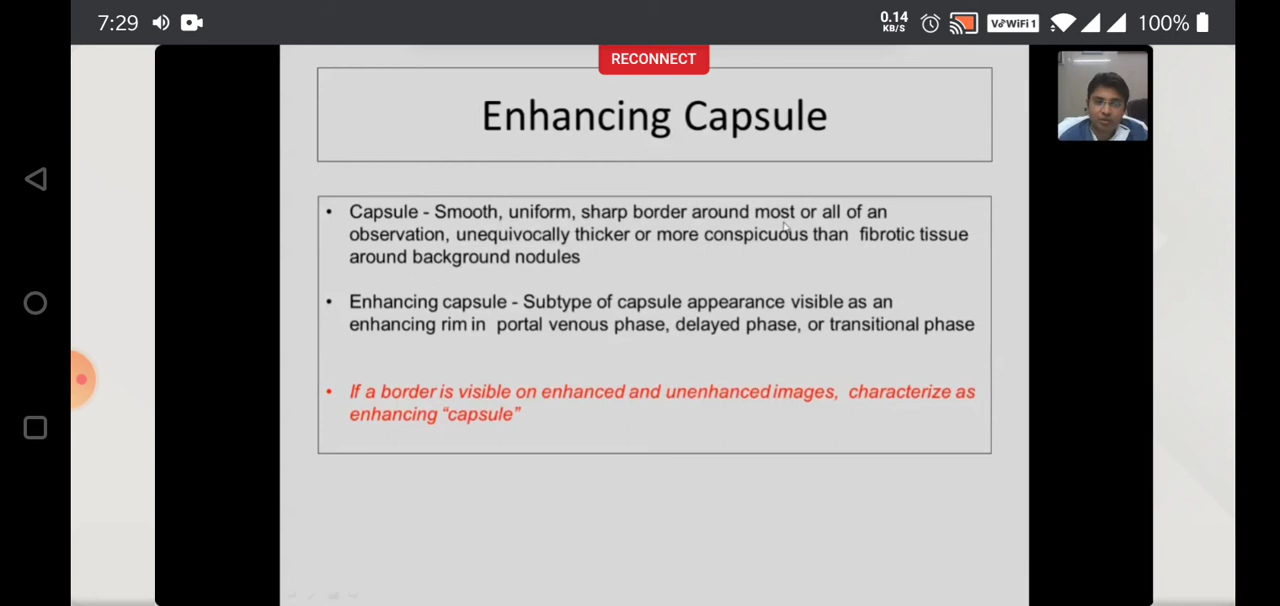 7:29
0.14
KB/S
VoWiFi 1
100%
RECONNECT
Enhancing Capsule
• Capsule - Smooth, uniform, sharp border around most or all of an
observation, unequivocally thicker or more conspicuous than fibrotic tissue
around background nodules
• Enhancing capsule - Subtype of capsule appearance visible as an
enhancing rim in portal venous phase, delayed phase, or transitional phase
• If a border is visible on enhanced and unenhanced images, characterize as
enhancing “capsule”